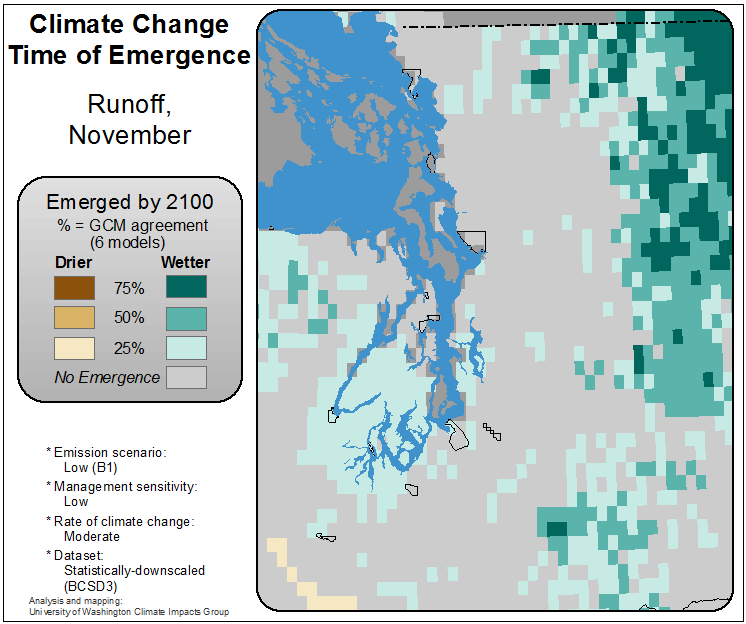 Climate Change
Time of Emergence
Runoff,
November
Emerged by 2100
% = GCM agreement
(6 models)
Drier Wetter
75%
50%
25%
No Emergence
* Emission scenario:
Low (B1)
* Management sensitivity:
Low
* Rate of climate change:
Moderate
* Dataset:
Statistically-downscaled
(BCSD3)
Analysis and mapping:
University of Washington Climate Impacts Group